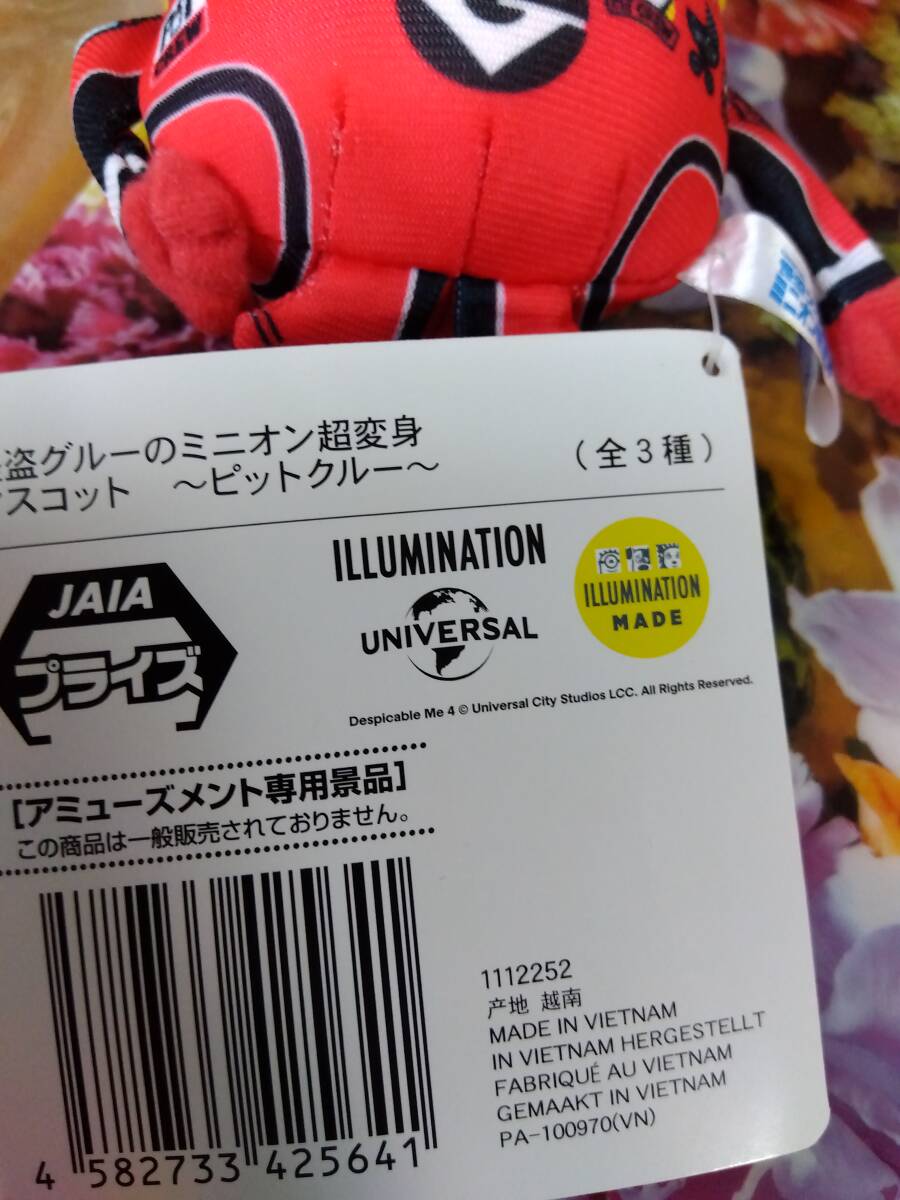 G
盗グルーのミニオン超変身
スコット ～ピットクルー～
(全3種)
JAIA
プライズ
ILLUMINATION
UNIVERSAL
ILLUMINATION
MADE
Despicable Me 4 © Universal City Studios LCC. All Rights Reserved.
[アミューズメント専用景品]
この商品は一般販売されておりません。
4 582733 425641
1112252
产地 越南
MADE IN VIETNAM
IN VIETNAM HERGESTELLT
FABRIQUÉ AU VIETNAM
GEMAAKT IN VIETNAM
PA-100970(VN)